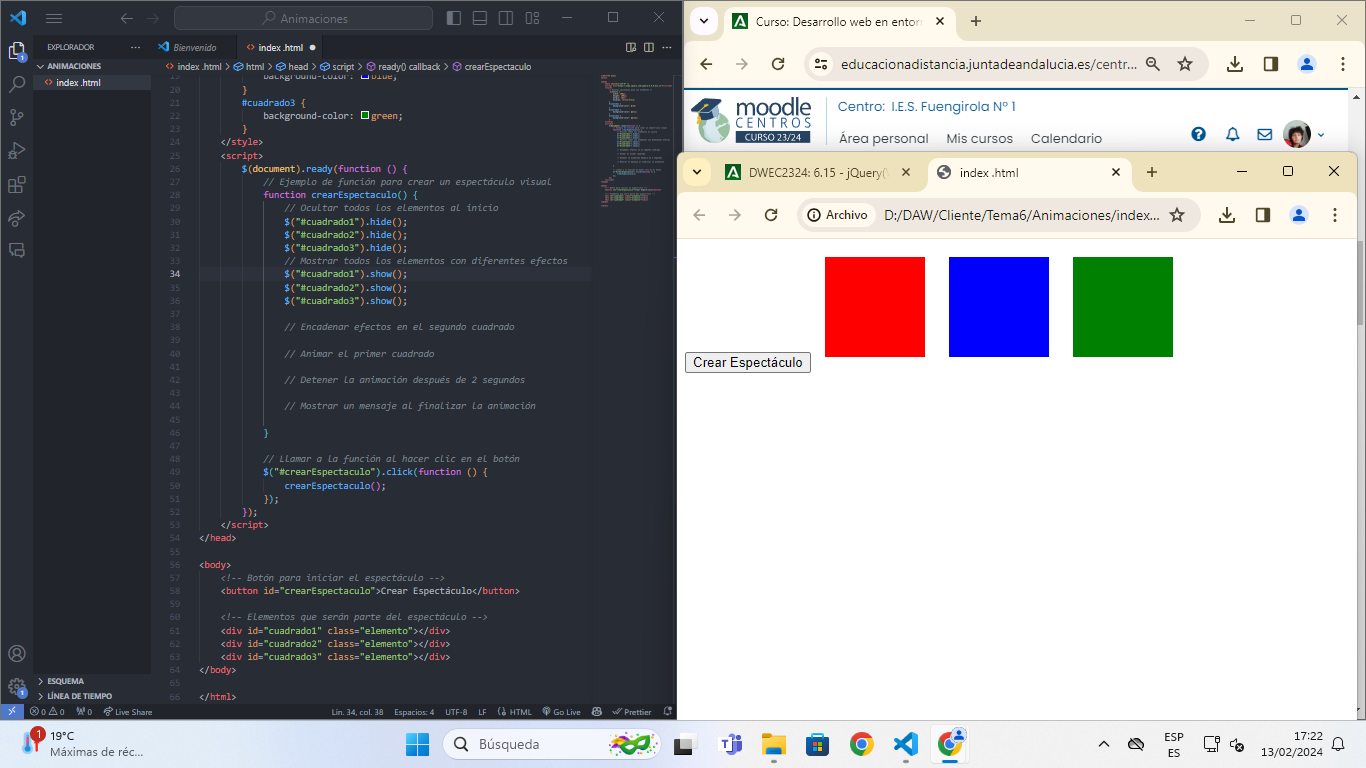 Animaciones
EXPLORADOR
Bienvenido
index .html
ANIMACIONES
index .html
index .html > html > head > script > ready() callback > crearEspectaculo
19 background-color: blue;
20 }
21 #cuadrado3 {
22 background-color: green;
23 }
24 </style>
25 <script>
26 $(document).ready(function () {
27 // Ejemplo de función para crear un espectáculo visual
28 function crearEspectaculo() {
29 // Ocultar todos los elementos al inicio
30 $("#cuadrado1").hide();
31 $("#cuadrado2").hide();
32 $("#cuadrado3").hide();
33 // Mostrar todos los elementos con diferentes efectos
34 $("#cuadrado1").show();
35 $("#cuadrado2").show();
36 $("#cuadrado3").show();
37
38 // Encadenar efectos en el segundo cuadrado
39
40 // Animar el primer cuadrado
41
42 // Detener la animación después de 2 segundos
43
44 // Mostrar un mensaje al finalizar la animación
45
46 }
47
48 // Llamar a la función al hacer clic en el botón
49 $("#crearEspectaculo").click(function () {
50 crearEspectaculo();
51 });
52 });
53 </script>
54 </head>
55
56 <body>
57 <!-- Botón para iniciar el espectáculo -->
58 <button id="crearEspectaculo">Crear Espectáculo</button>
59
60 <!-- Elementos que serán parte del espectáculo -->
61 <div id="cuadrado1" class="elemento"></div>
62 <div id="cuadrado2" class="elemento"></div>
63 <div id="cuadrado3" class="elemento"></div>
64 </body>
65
66 </html>
ESQUEMA
LÍNEA DE TIEMPO
1
1
0 0 0 Live Share Lín. 34, col. 38 Espacios: 4 UTF-8 LF HTML Go Live Prettier
Curso: Desarrollo web en entorn
educacionadistancia.juntadeandalucia.es/centr...
moodle
CENTROS
CURSO 23/24
Centro: I.E.S. Fuengirola Nº 1
Área personal Mis cursos Calendario
DWEC2324: 6.15 - jQuery(V
index .html
Archivo D:/DAW/Cliente/Tema6/Animaciones/index...
Crear Espectáculo
1
19°C
Máximas de réc...
Búsqueda
ESP
ES
17:22
13/02/2024